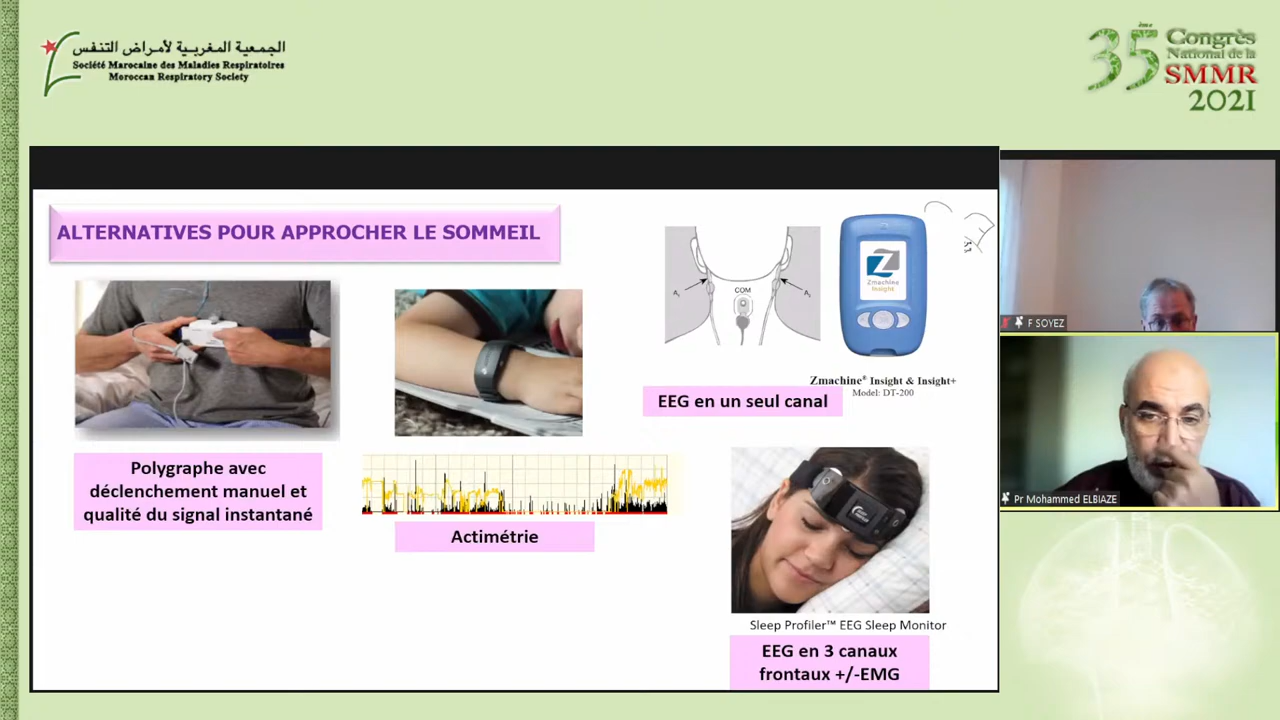 الجمعية المغربية لأمراض التنفس
Société Marocaine des Maladies Respiratoires
Moroccan Respiratory Society
35ème Congrès
National de la
SMMR
2021
ALTERNATIVES POUR APPROCHER LE SOMMEIL
A₁
COM
A₂
Zmachine
Insight
Zmachine® Insight & Insight+
Model: DT-200
EEG en un seul canal
Polygraphe avec
déclenchement manuel et
qualité du signal instantané
Actimétrie
Sleep Profiler™ EEG Sleep Monitor
EEG en 3 canaux
frontaux +/-EMG
F SOYEZ
Pr Mohammed ELBIAZE